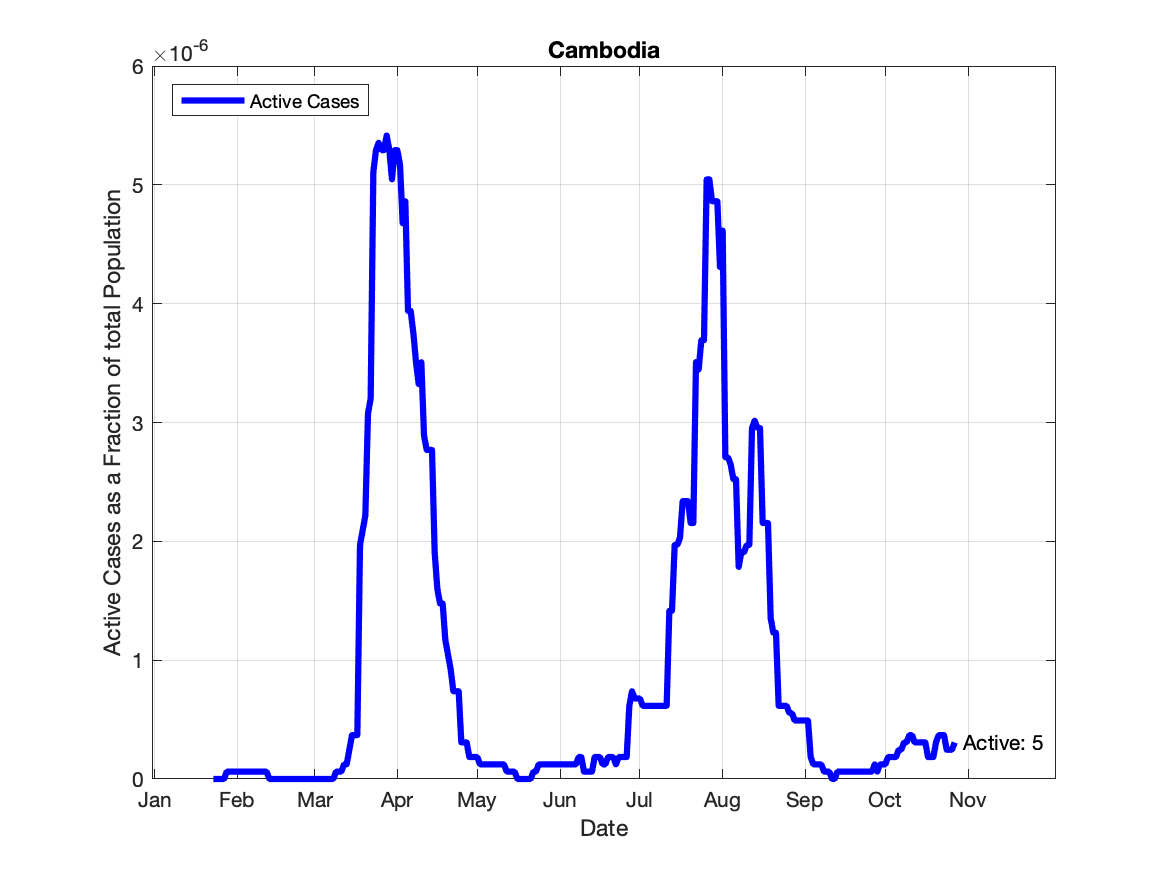 Cambodia
×10-6
Active Cases
6
5
4
3
2
1
0
Active Cases as a Fraction of total Population
Active: 5
Jan Feb Mar Apr May Jun Jul Aug Sep Oct Nov
Date